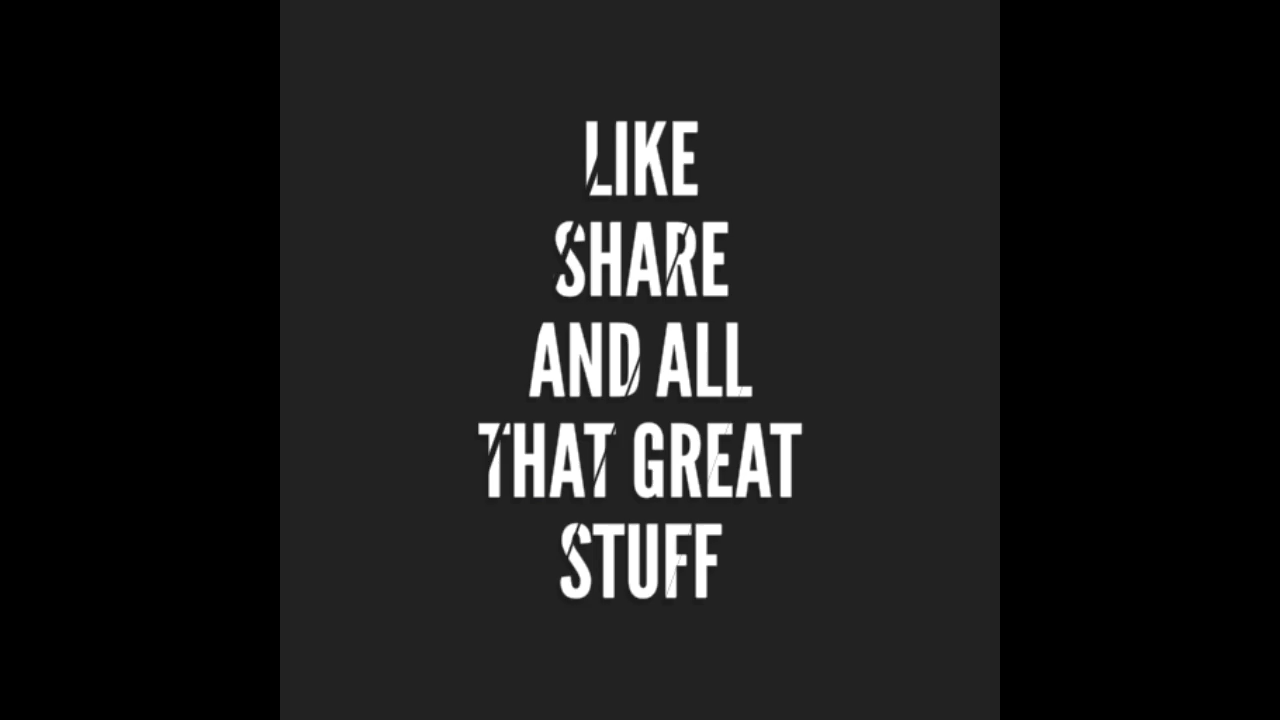 LIKE
SHARE
AND ALL
THAT GREAT
STUFF